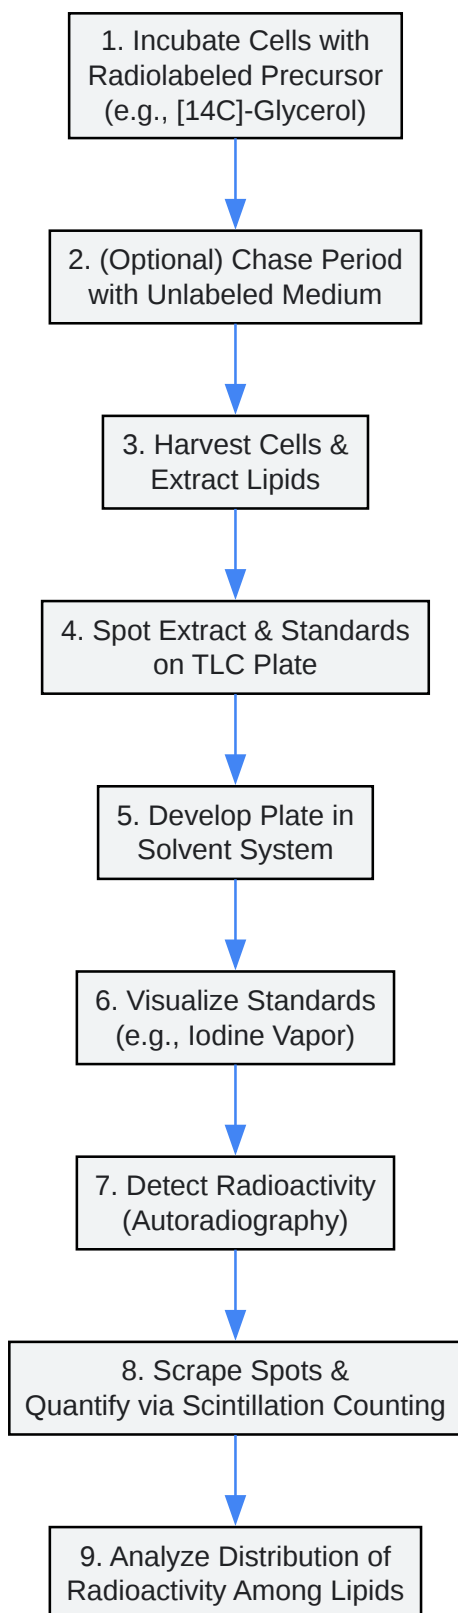 1. Incubate Cells with
Radiolabeled Precursor
(e.g., [14C]-Glycerol)
2. (Optional) Chase Period
with Unlabeled Medium
3. Harvest Cells &
Extract Lipids
4. Spot Extract & Standards
on TLC Plate
5. Develop Plate in
Solvent System
6. Visualize Standards
(e.g., Iodine Vapor)
7. Detect Radioactivity
(Autoradiography)
8. Scrape Spots &
Quantify via Scintillation Counting
9. Analyze Distribution of
Radioactivity Among Lipids